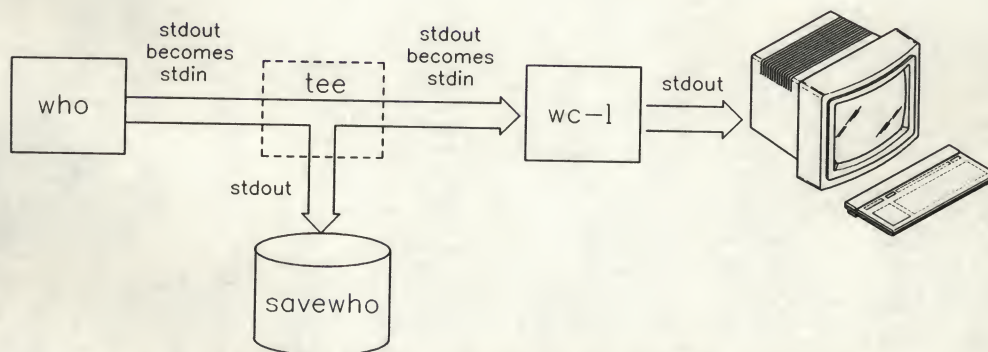 stdout
becomes
stdin
stdout
becomes
stdin
who
tee
wc-l
stdout
stdout
savewho